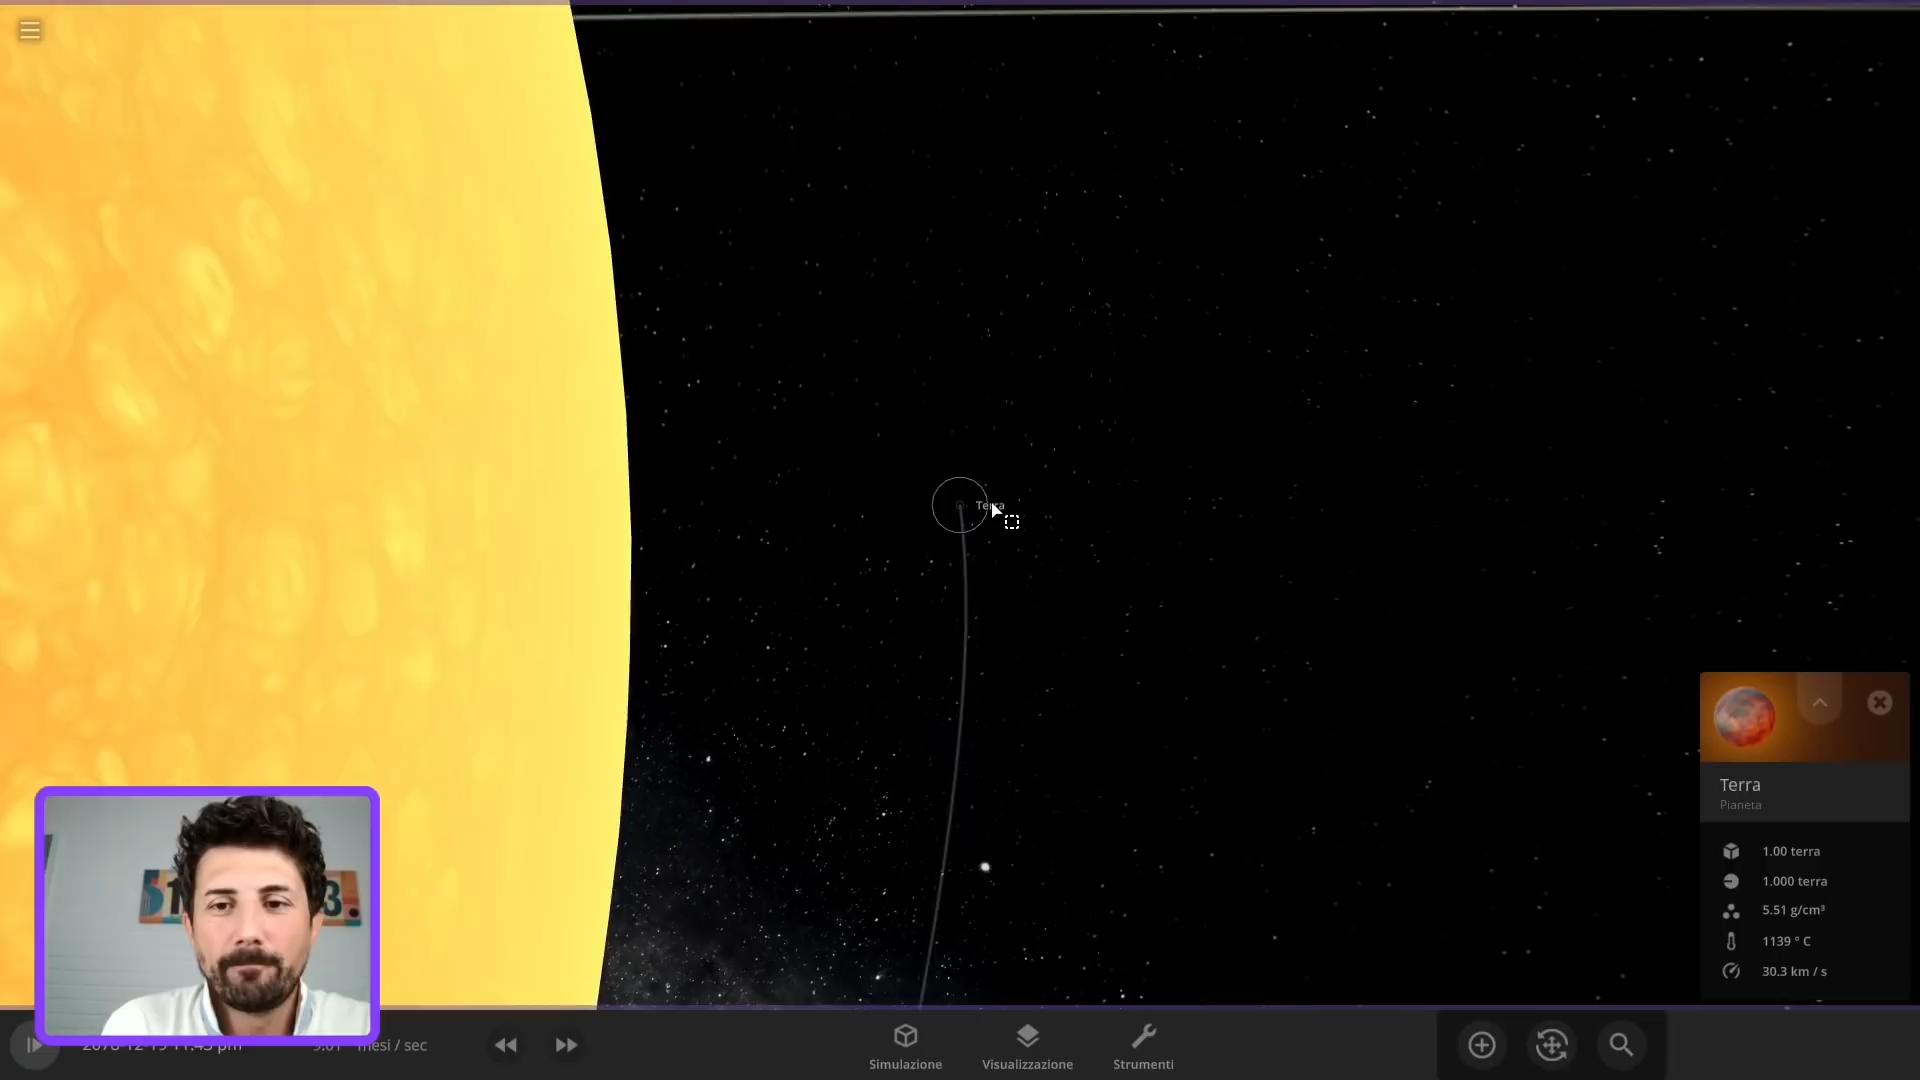 Terra
Terra
Pianeta
1.00 terra
1.000 terra
5.51 g/cm³
1139 ° C
30.3 km / s
mesi / sec
Simulazione
Visualizzazione
Strumenti